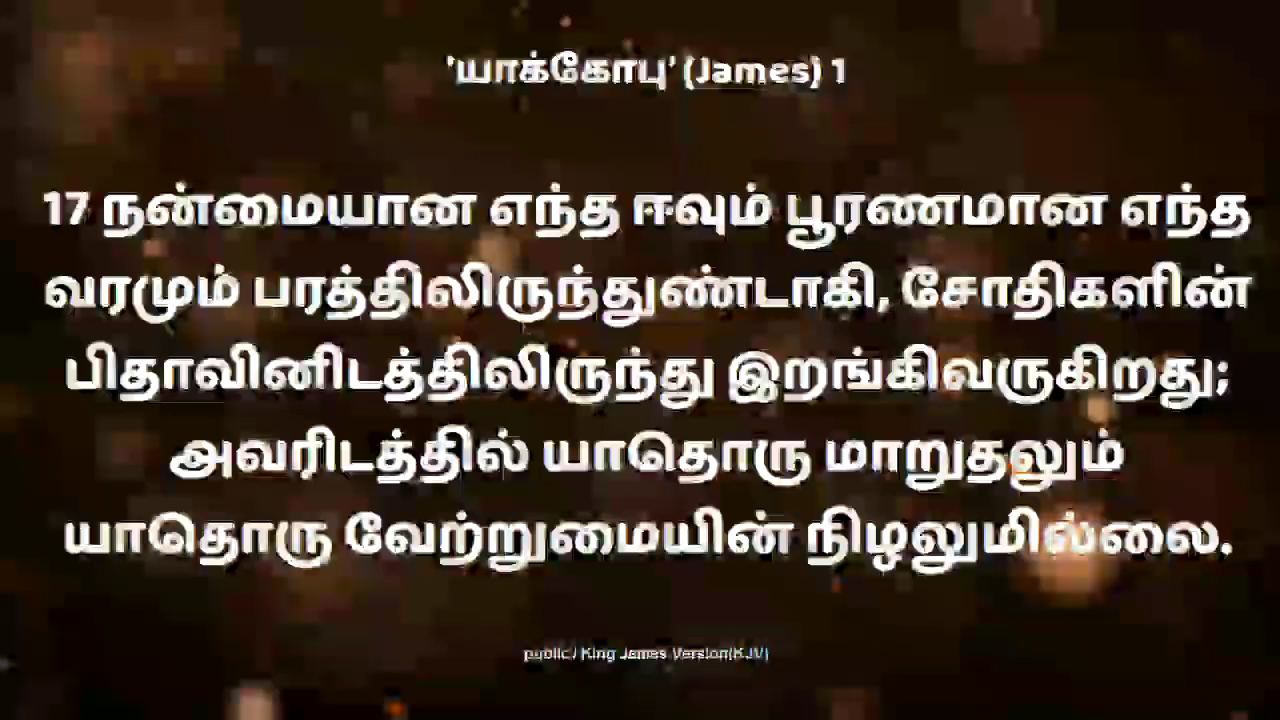 'யாக்கோபு' (James) 1
17 நன்மையான எந்த ஈவும் பூரணமான எந்த
வரமும் பரத்திலிருந்துண்டாகி, சோதிகளின்
பிதாவினிடத்திலிருந்து இறங்கிவருகிறது;
அவரிடத்தில் யாதொரு மாறுதலும்
யாதொரு வேற்றுமையின் நிழலுமில்லை.
public / King James Version(KJV)